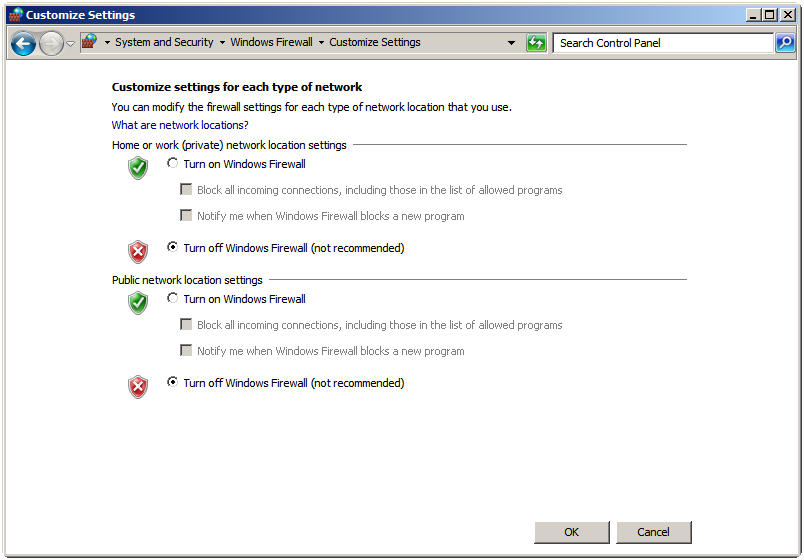 Customize Settings
System and Security Windows Firewall Customize Settings
Search Control Panel
Customize settings for each type of network
You can modify the firewall settings for each type of network location that you use.
What are network locations?
Home or work (private) network location settings
Turn on Windows Firewall
Block all incoming connections, including those in the list of allowed programs
Notify me when Windows Firewall blocks a new program
Turn off Windows Firewall (not recommended)
Public network location settings
Turn on Windows Firewall
Block all incoming connections, including those in the list of allowed programs
Notify me when Windows Firewall blocks a new program
Turn off Windows Firewall (not recommended)
OK
Cancel